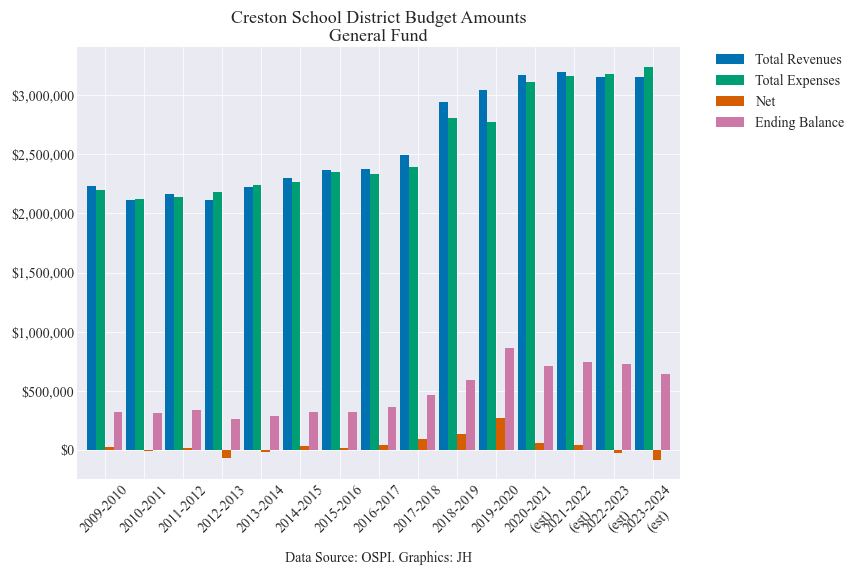 Creston School District Budget Amounts
General Fund
Total Revenues
Total Expenses
Net
Ending Balance
$3,000,000
$2,500,000
$2,000,000
$1,500,000
$1,000,000
$500,000
$0
2009-2010
2010-2011
2011-2012
2012-2013
2013-2014
2014-2015
2015-2016
2016-2017
2017-2018
2018-2019
2019-2020
2020-2021
(est)
2021-2022
(est)
2022-2023
(est)
2023-2024
(est)
Data Source: OSPI. Graphics: JH